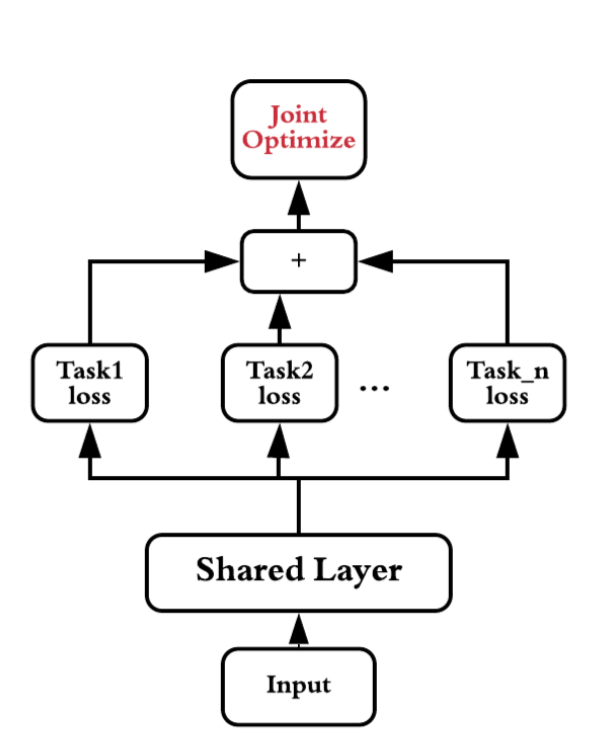 Joint
Optimize
+
Task1
loss
Task2
loss
...
Task_n
loss
Shared Layer
Input